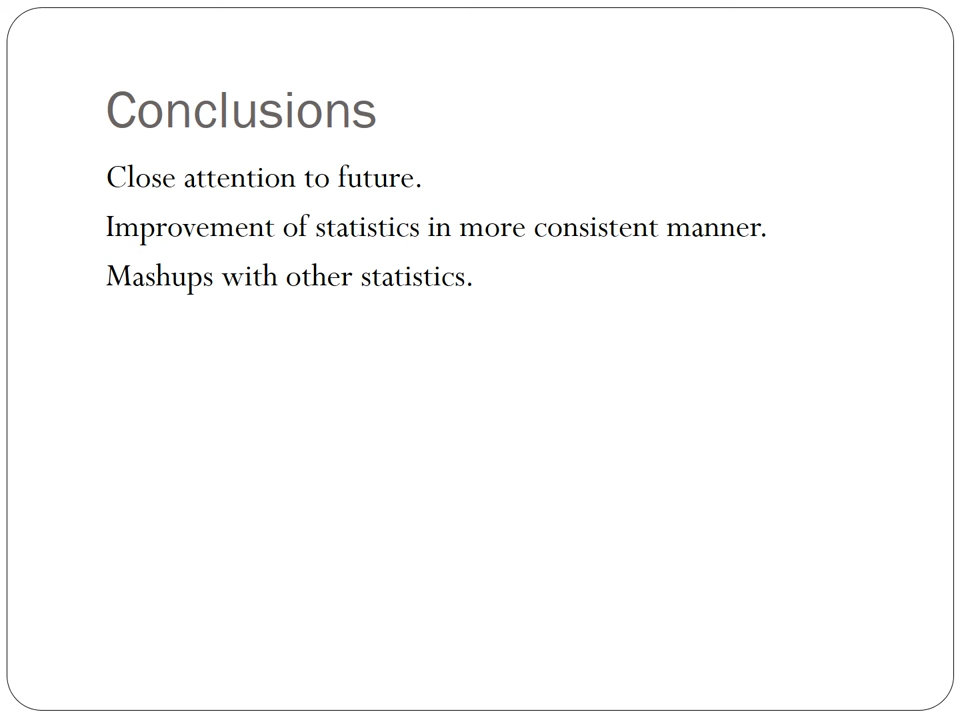 Conclusions
Close attention to future.
Improvement of statistics in more consistent manner.
Mashups with other statistics.